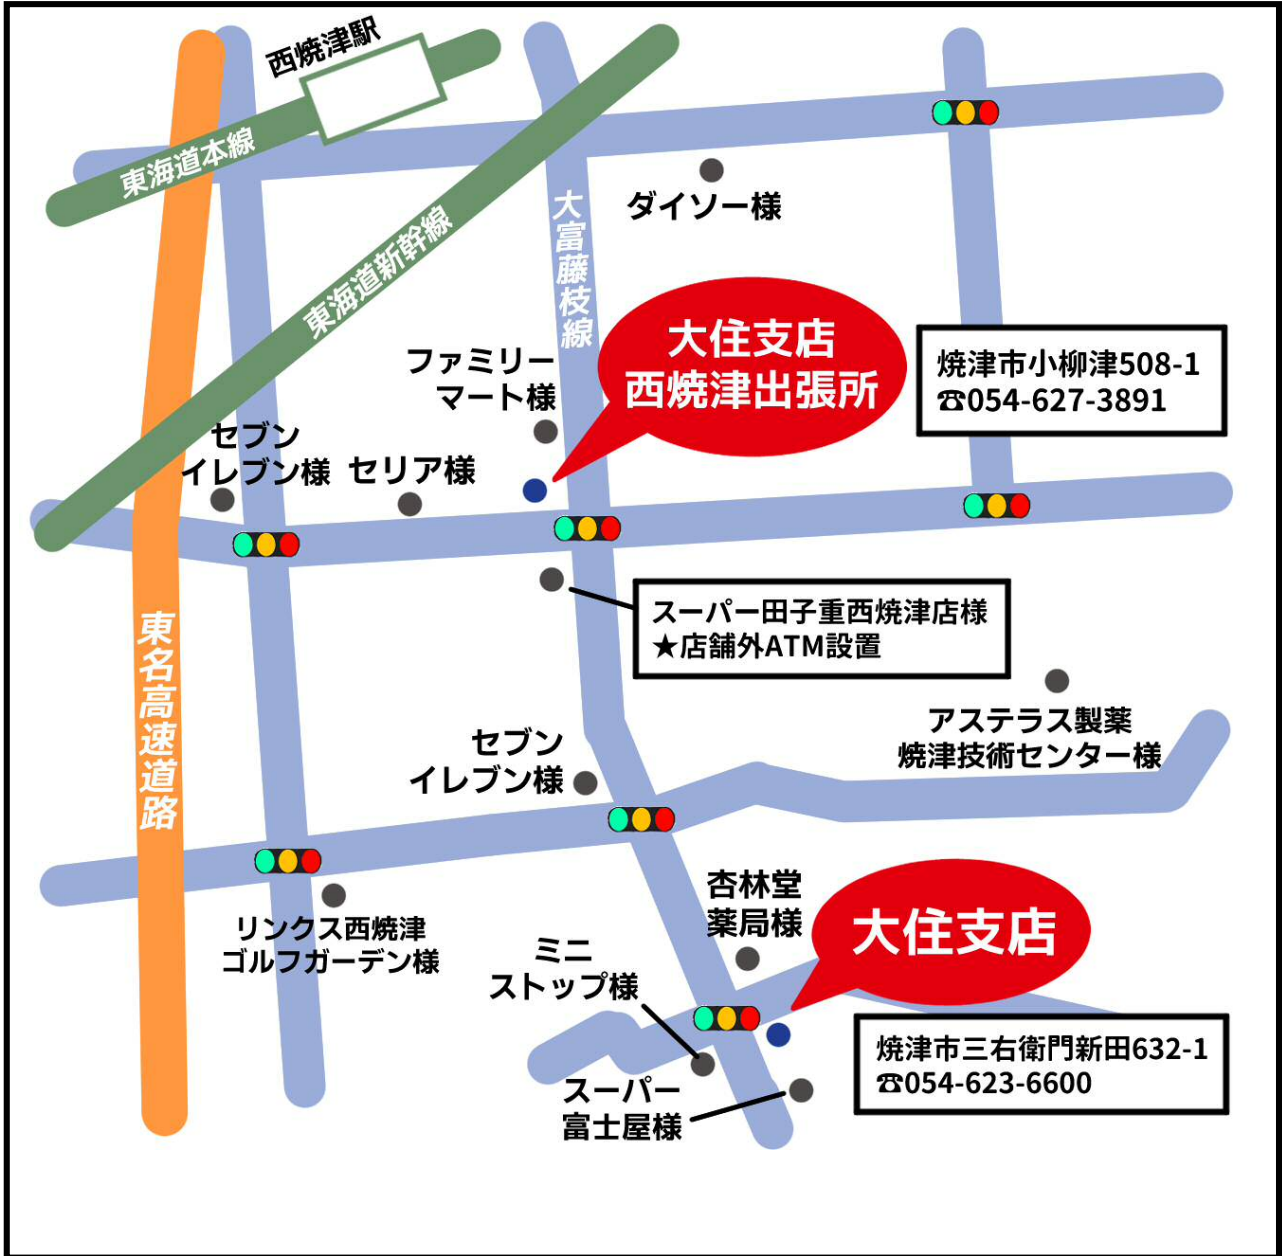 西焼津駅
東海道本線
東海道新幹線
大富藤枝線
ダイソー様
大住支店
西焼津出張所
焼津市小柳津508-1
☎054-627-3891
ファミリー
マート様
セブン
イレブン様
セリア様
スーパー田子重西焼津店様
★店舗外ATM設置
東名高速道路
アステラス製薬
焼津技術センター様
セブン
イレブン様
リンクス西焼津
ゴルフガーデン様
杏林堂
薬局様
大住支店
ミニ
ストップ様
焼津市三右衛門新田632-1
☎054-623-6600
スーパー
富士屋様